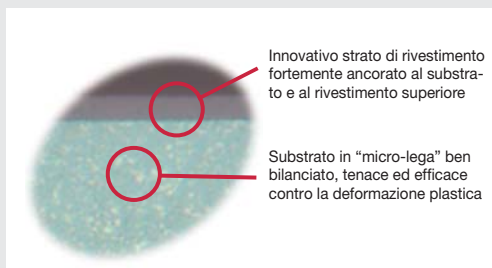 Innovativo strato di rivestimento
fortemente ancorato al substra-
to e al rivestimento superiore
Substrato in “micro-lega” ben
bilanciato, tenace ed efficace
contro la deformazione plastica